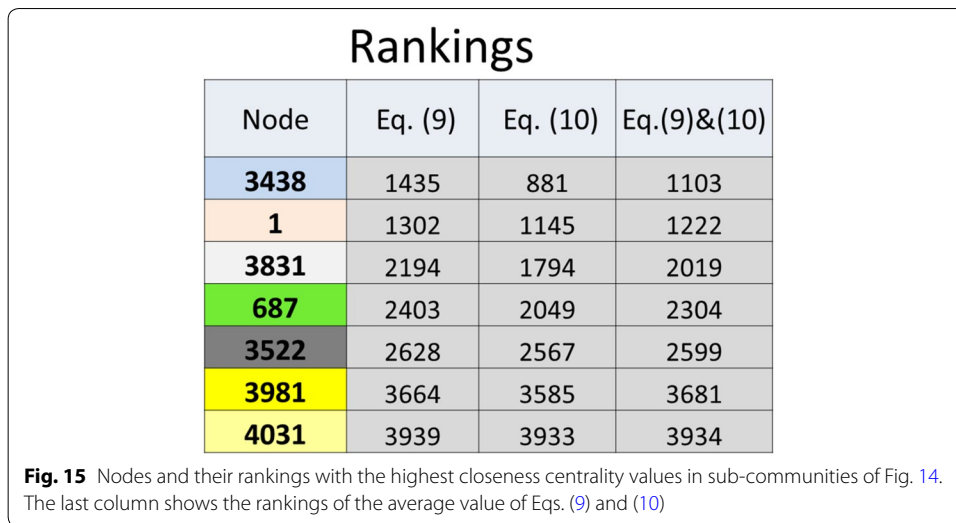 Rankings
Node Eq. (9) Eq. (10) Eq.(9)&(10)
3438 1435 881 1103
1 1302 1145 1222
3831 2194 1794 2019
687 2403 2049 2304
3522 2628 2567 2599
3981 3664 3585 3681
4031 3939 3933 3934
Fig. 15 Nodes and their rankings with the highest closeness centrality values in sub-communities of Fig. 14.
The last column shows the rankings of the average value of Eqs. (9) and (10)